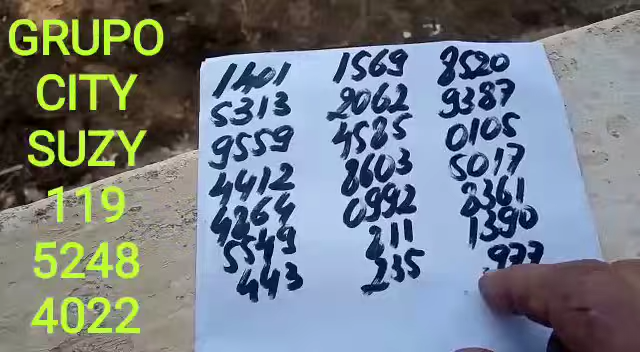 GRUPO
CITY
SUZY
119
5248
4022
1401 1569 8520
5313 2062 9387
9559 4585 0105
4412 8603 5017
4264 0992 8361
5549 211 1390
443 235 977